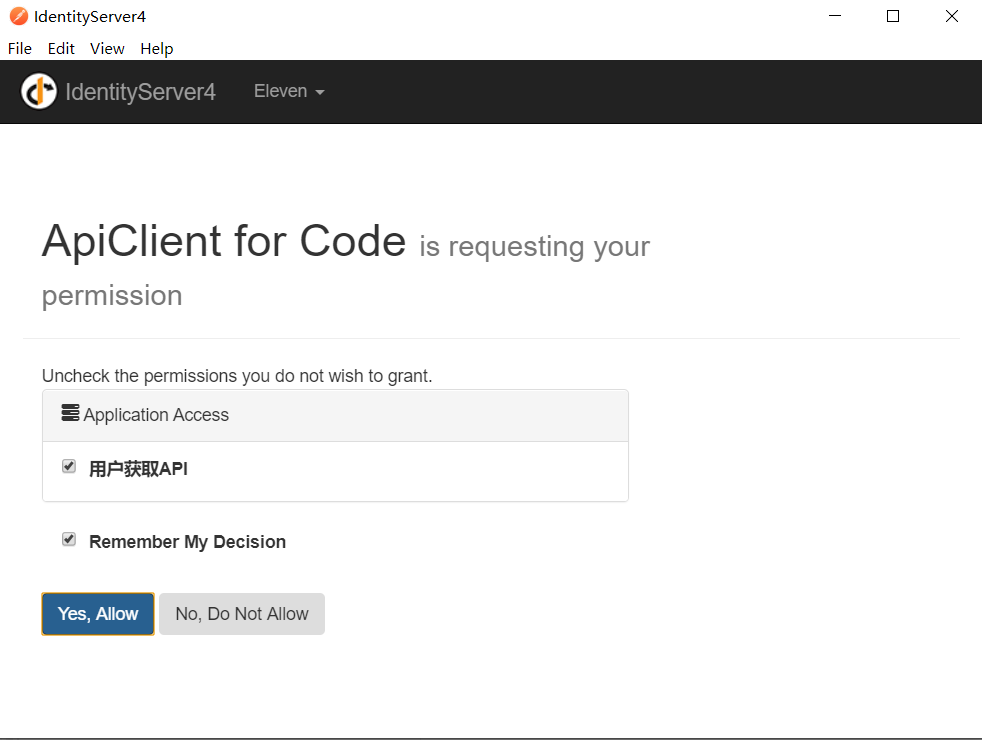 IdentityServer4
File Edit View Help
IdentityServer4 Eleven
ApiClient for Code is requesting your
permission
Uncheck the permissions you do not wish to grant.
Application Access
用户获取API
Remember My Decision
Yes, Allow No, Do Not Allow